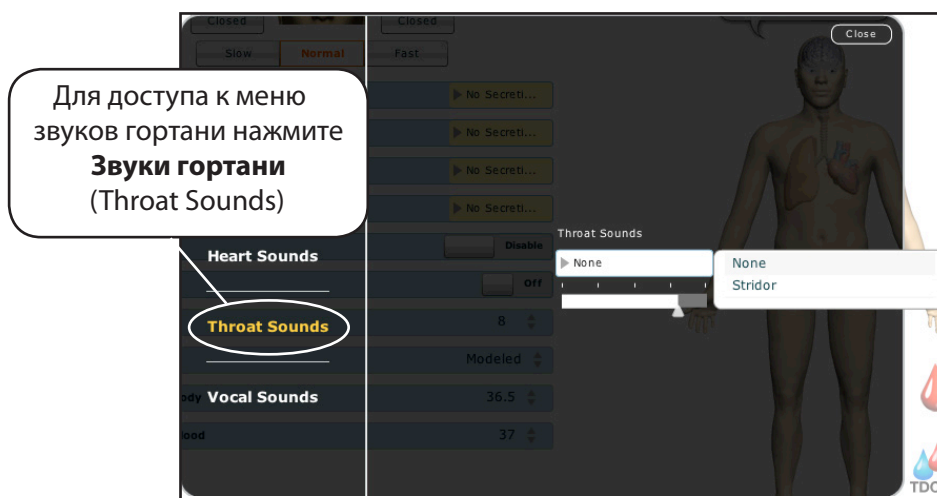 Closed Closed
Close
Slow Normal Fast
Для доступа к меню
звуков гортани нажмите
Звуки гортани
(Throat Sounds)
No Secreti...
No Secreti...
No Secreti...
No Secreti...
Throat Sounds
Disable
Heart Sounds
None
None
Stridor
Off
Throat Sounds
8
Modeled
Vocal Sounds
36.5
37